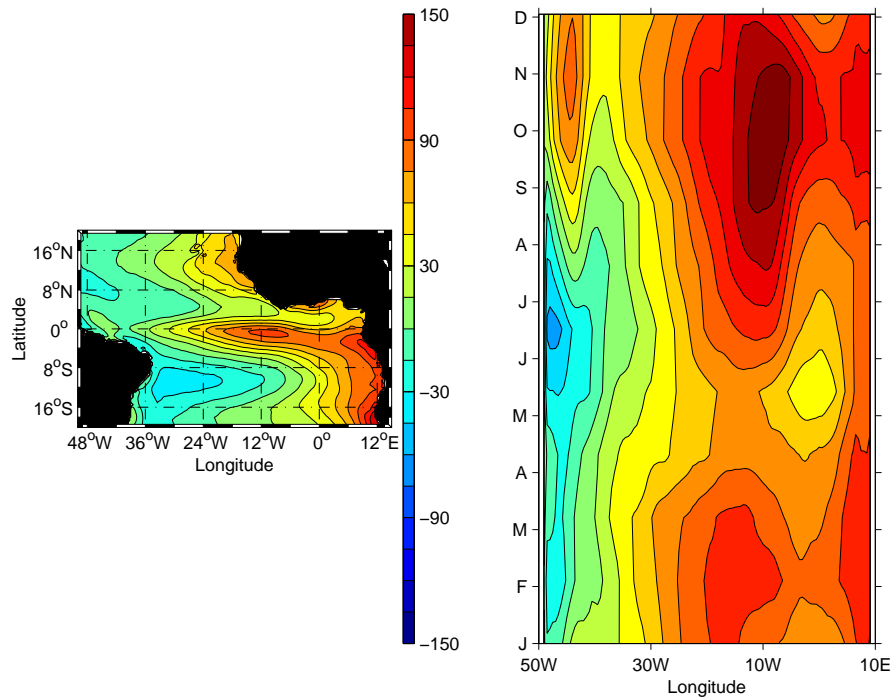 16°N
8°N
0°
8°S
16°S
Latitude
48°W 36°W 24°W 12°W 0° 12°E
Longitude
150
90
30
−30
−90
−150
D
N
O
S
A
J
J
M
A
M
F
J
50W 30W 10W 10E
Longitude